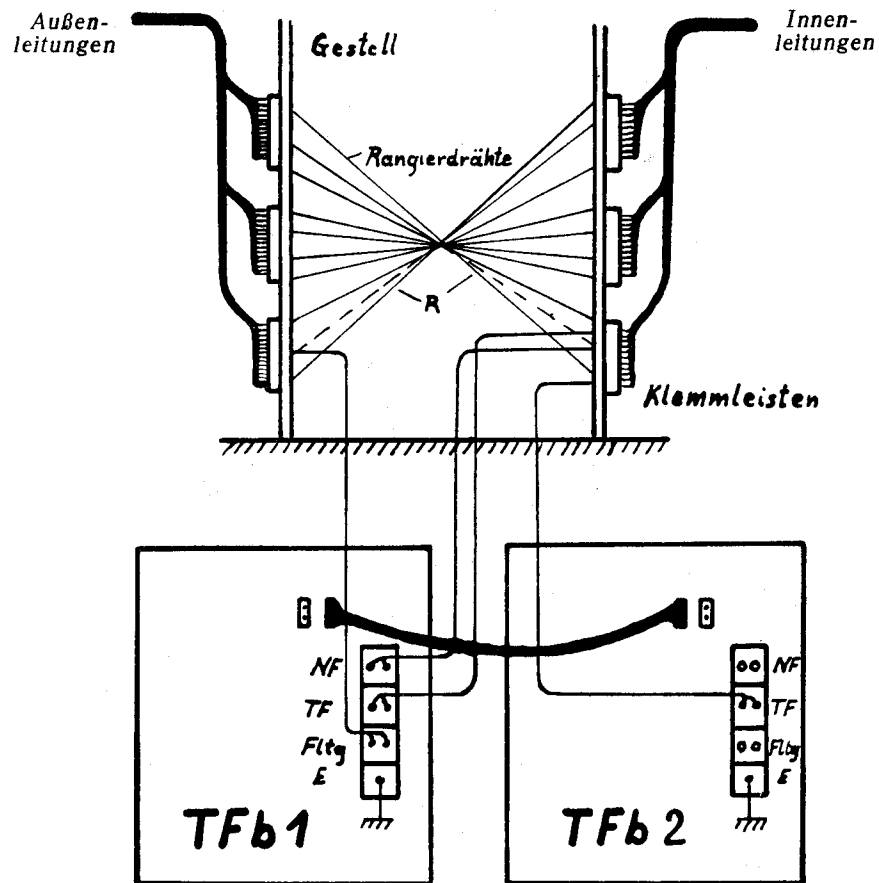 Außen-
leitungen
Gestell
Innen-
leitungen
Rangierdrähte
R
Klemmleisten
NF
TF
Fltg
E
TFb 1
NF
TF
Fltg
E
TFb 2